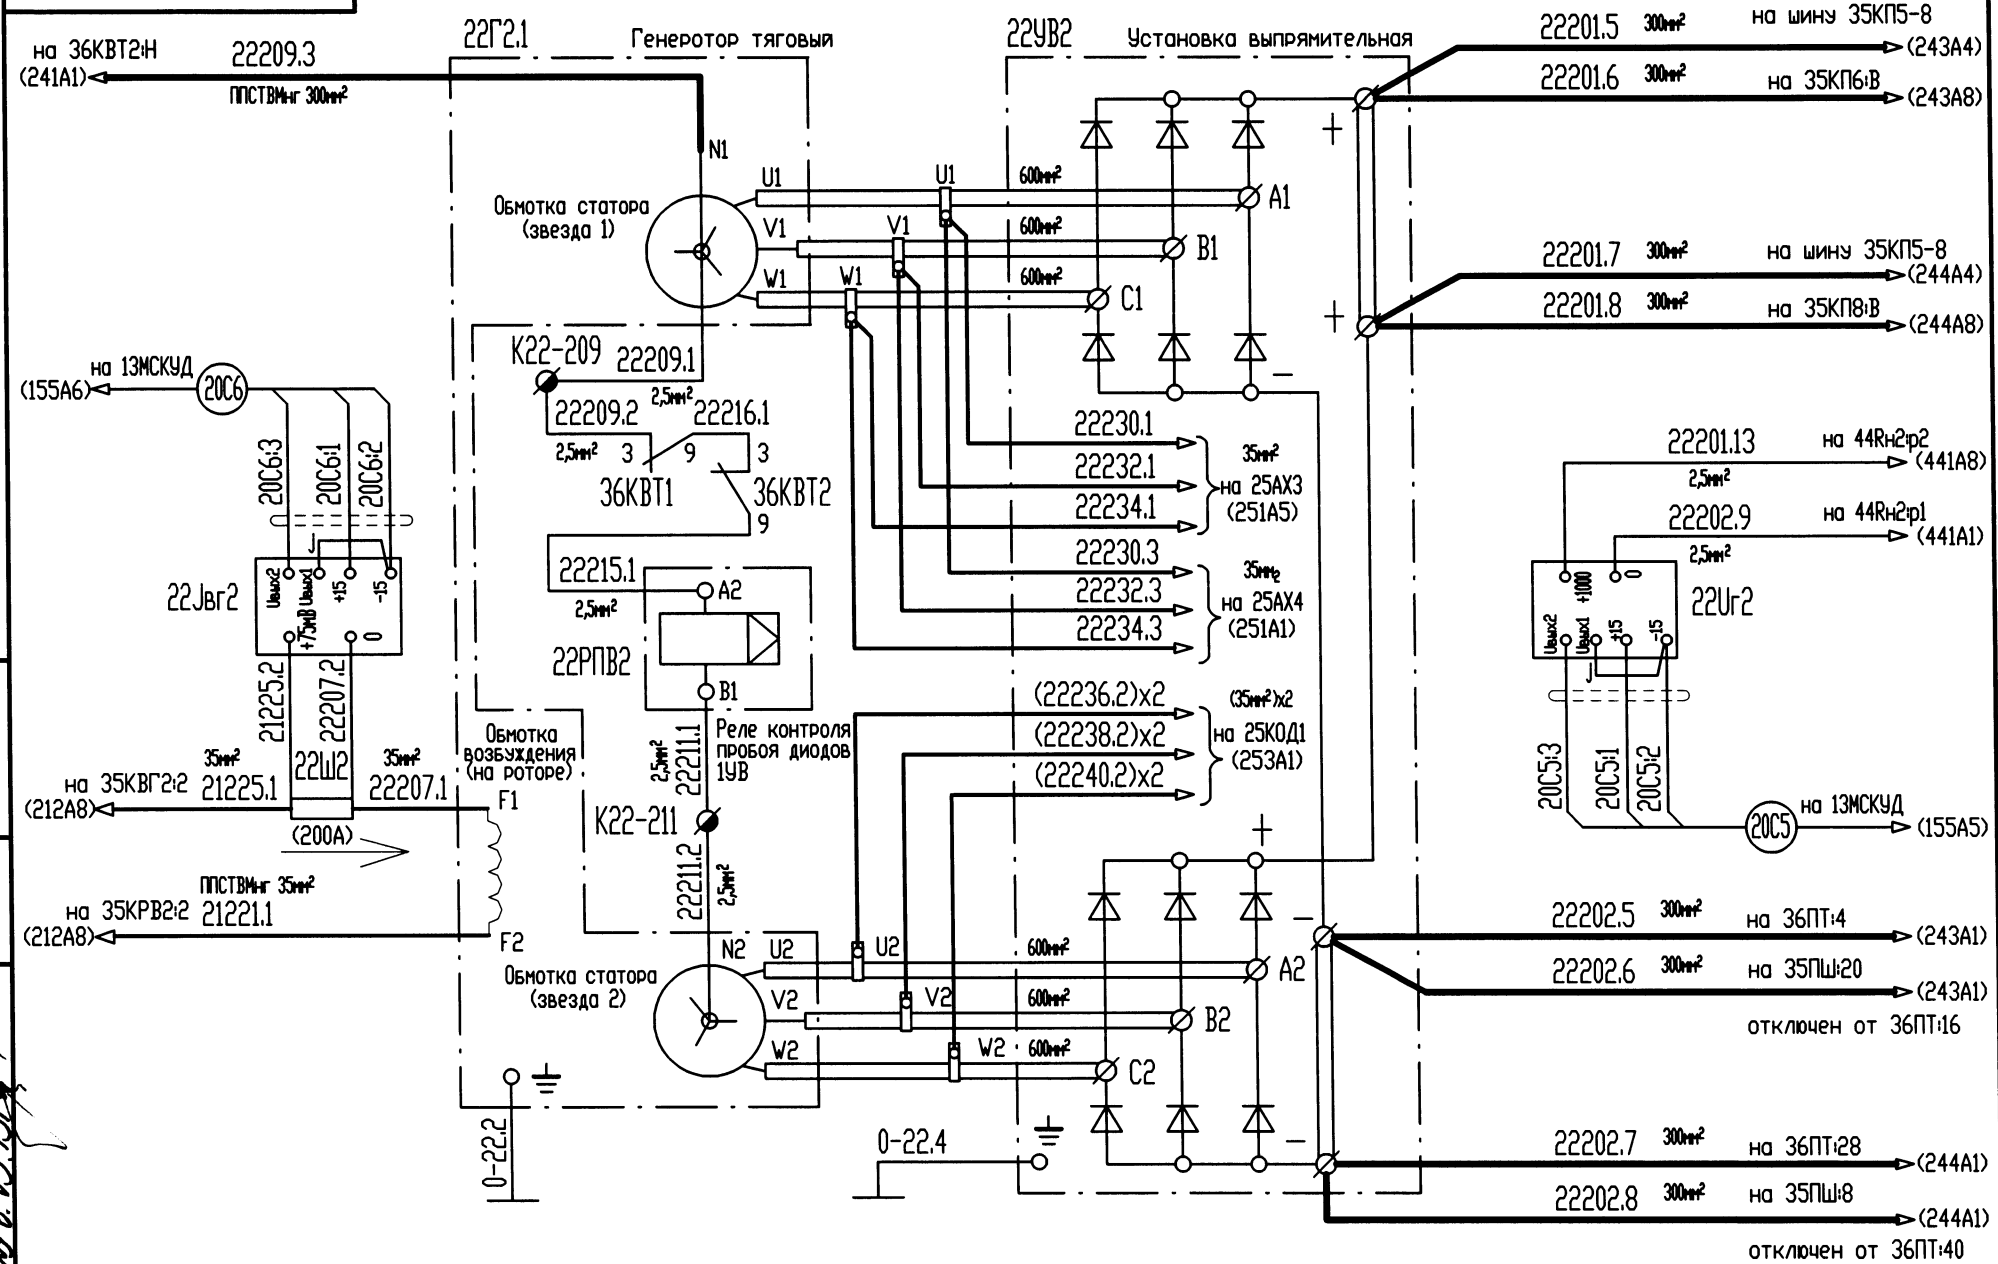 на 36КВТ2:Н
(241А1)
22209.3
ППСТВМнг 300мм²
22Г2.1
Генератор тяговый
N1
Обмотка статора
(звезда 1)
U1
V1
W1
U1
V1
W1
600мм²
600мм²
600мм²
22УВ2
Установка выпрямительная
+
А1
В1
С1
+
−
22201.5
300мм²
на шину 35КП5-8
(243А4)
22201.6
300мм²
на 35КП6:В
(243А8)
22201.7
300мм²
на шину 35КП5-8
(244А4)
22201.8
300мм²
на 35КП8:В
(244А8)
на 13МСКУД
(155А6)
20С6
20С6:3
20С6:1
20С6:2
J
Uвых2
Uвых1
+15
-15
+75мВ
0
22Jвг2
21225.2
22207.2
К22-209
22209.1
2,5мм²
22209.2
2,5мм²
22216.1
3
9
3
36КВТ1
36КВТ2
9
22215.1
2,5мм²
А2
22РПВ2
В1
Реле контроля
пробоя диодов
1УВ
22211.1
2,5мм²
К22-211
22211.2
2,5мм²
22230.1
22232.1
22234.1
35мм²
на 25АХ3
(251А5)
22230.3
22232.3
22234.3
35мм²
на 25АХ4
(251А1)
(22236.2)х2
(22238.2)х2
(22240.2)х2
(35мм²)х2
на 25КОД1
(253А1)
22201.13
2,5мм²
на 44Rн2:р2
(441А8)
22202.9
2,5мм²
на 44Rн2:р1
(441А1)
+1000
0
Uвых2
Uвых1
+15
-15
J
22Uг2
20С5:3
20С5:1
20С5:2
20С5
на 13МСКУД
(155А5)
на 35КВГ2:2
(212А8)
35мм²
21225.1
22Ш2
(200А)
35мм²
22207.1
Обмотка
возбуждения
(на роторе)
F1
F2
ППСТВМнг 35мм²
на 35КРВ2:2
(212А8)
21221.1
N2
Обмотка статора
(звезда 2)
U2
V2
W2
U2
V2
W2
600мм²
600мм²
600мм²
+
−
А2
В2
С2
−
0-22.2
0-22.4
22202.5
300мм²
на 36ПТ:4
(243А1)
22202.6
300мм²
на 35ПШ:20
(243А1)
отключен от 36ПТ:16
22202.7
300мм²
на 36ПТ:28
(244А1)
22202.8
300мм²
на 35ПШ:8
(244А1)
отключен от 36ПТ:40